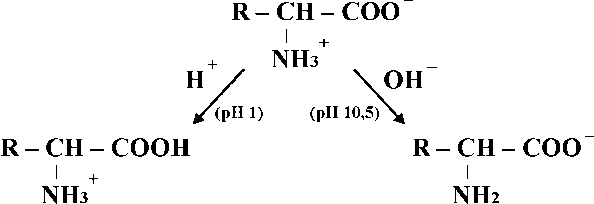 R – CH – COO⁻
NH3⁺
H⁺ OH⁻
(pH 1) (pH 10,5)
R – CH – COOH R – CH – COO⁻
NH3⁺ NH2